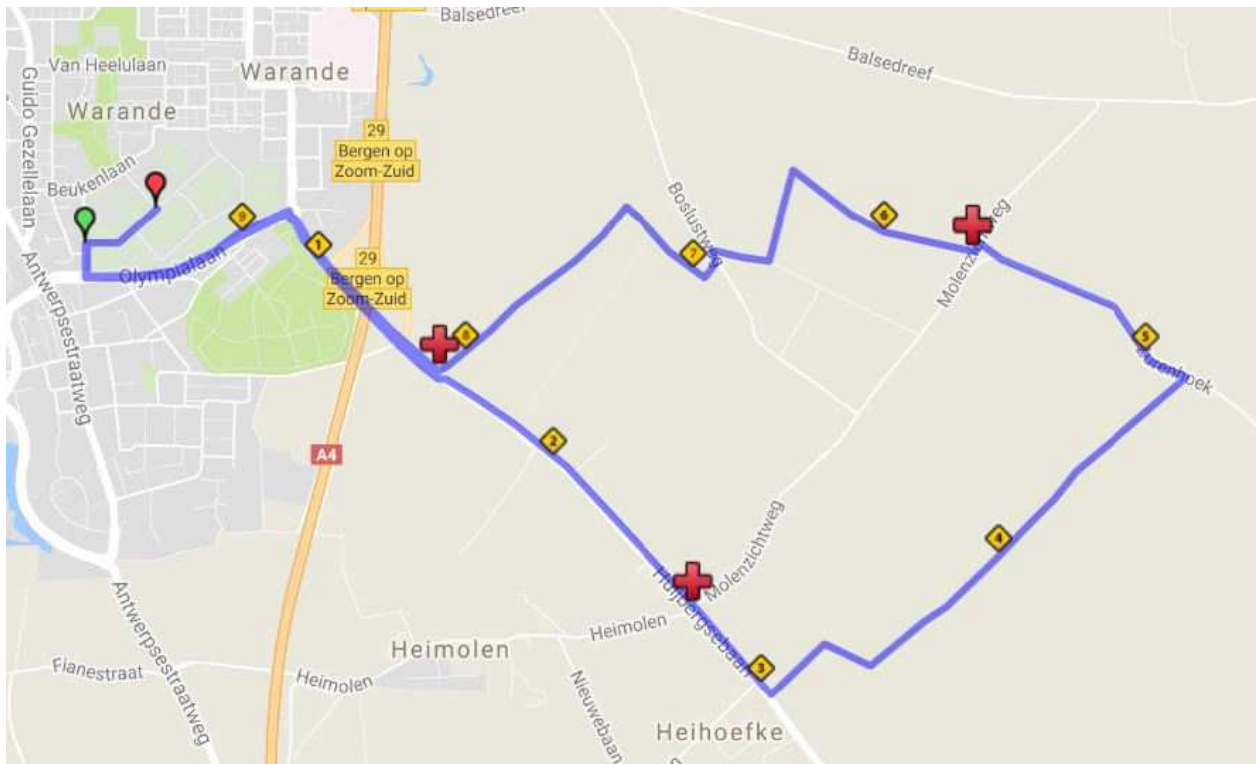 Balsedreef
Van Heelulaan
Warande
Balsedreef
Guido Gezellelaan
Warande
29
Bergen op
Zoom-Zuid
Beukenlaan
Boslustweg
6
Molenzichtweg
9
1
Antwerpsestraatweg
Olympialaan
29
Bergen op
Zoom-Zuid
7
8
5
2
A4
4
Molenzichtweg
Huijbergsebaan
Heimolen
Antwerpsestraatweg
Heimolen
Fianestraat
Heimolen
3
Nieuwebaan
Heihoefke